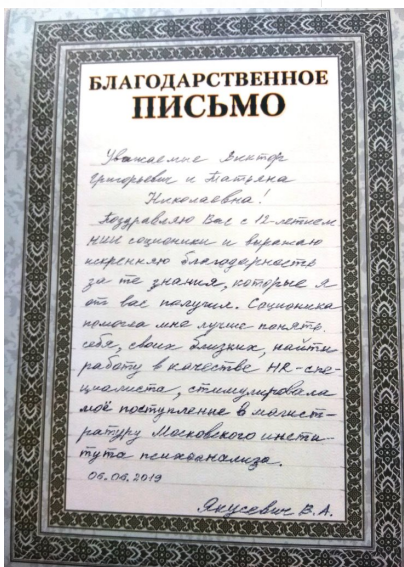 БЛАГОДАРСТВЕННОЕ
ПИСЬМО
Уважаемые Виктор
Григорьевич и Татьяна
Николаевна!
Поздравляю Вас с 12-летием
НИИ соционики и выражаю
искреннюю благодарность
за те знания, которые я
от вас получил. Соционика
помогла мне лучше понять
себя, своих близких, найти
работу в качестве HR-спе-
циалиста, стимулировала
моё поступление в магист-
ратуру Московского инсти-
тута психоанализа.
06.06.2019
Якусевич В.А.